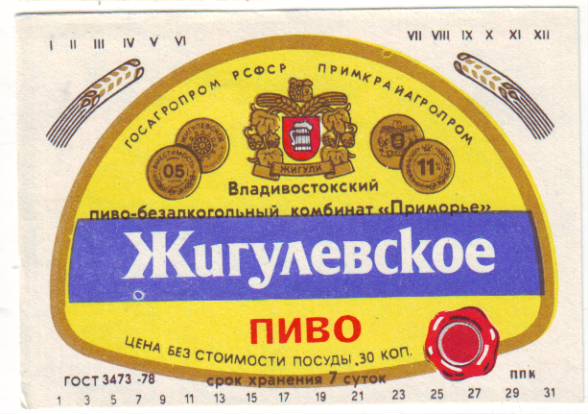 I II III IV V VI VII VIII IX X XI XII
ГОСАГРОПРОМ РСФСР ПРИМКРАЙАГРОПРОМ
05 11
ЖИГУЛИ
Владивостокский
пиво-безалкогольный комбинат «Приморье»
Жигулевское
ПИВО
ЦЕНА БЕЗ СТОИМОСТИ ПОСУДЫ .30 КОП.
ГОСТ 3473 -78 срок хранения 7 суток ППК
1 3 5 7 9 11 13 15 17 19 21 23 25 27 29 31